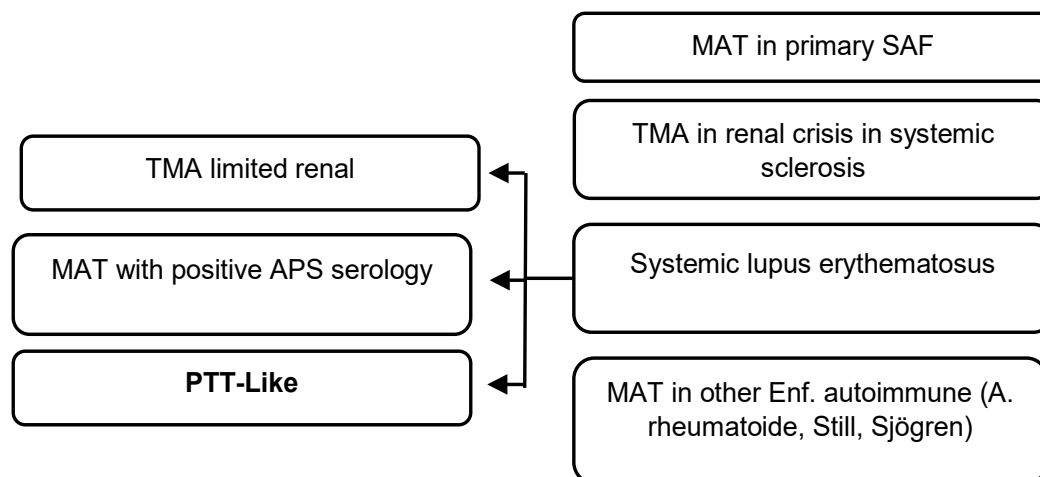 MAT in primary SAF
TMA in renal crisis in systemic
sclerosis
TMA limited renal
MAT with positive APS serology
Systemic lupus erythematosus
PTT-Like
MAT in other Enf. autoimmune (A.
rheumatoide, Still, Sjögren)